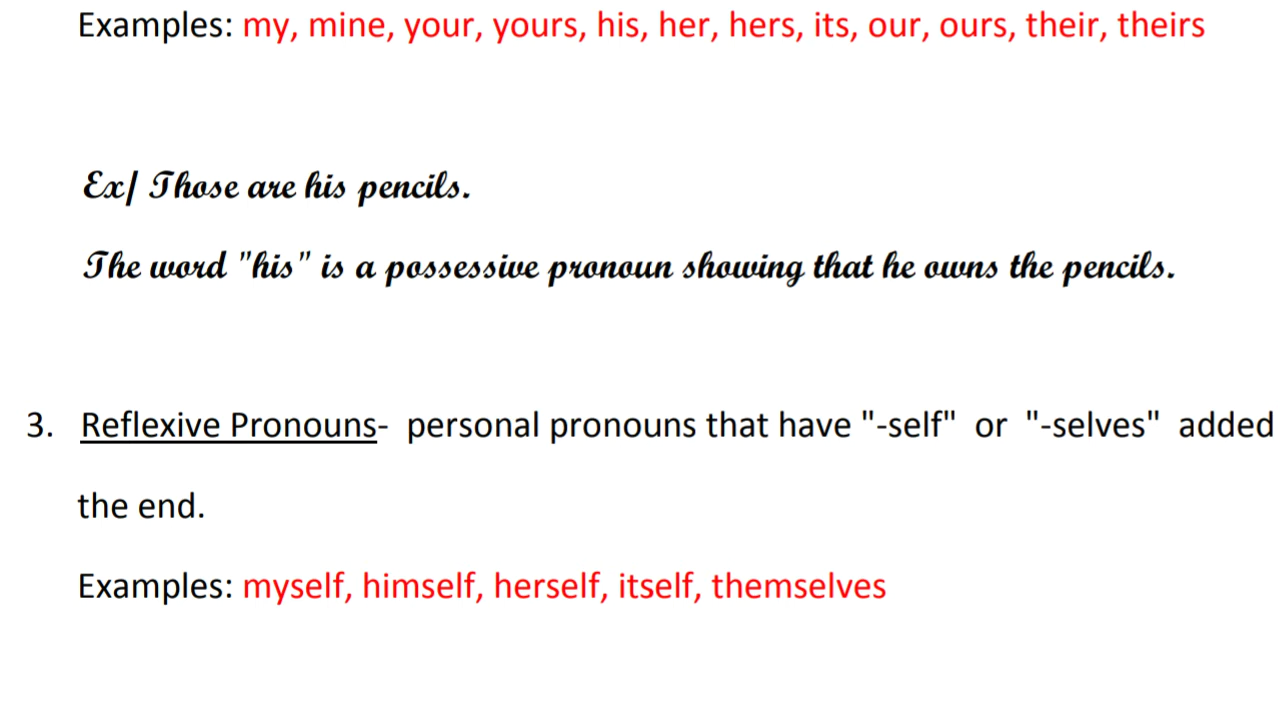 Examples: my, mine, your, yours, his, her, hers, its, our, ours, their, theirs
Ex/ Those are his pencils.
The word "his" is a possessive pronoun showing that he owns the pencils.
3. Reflexive Pronouns- personal pronouns that have "-self" or "-selves" added
the end.
Examples: myself, himself, herself, itself, themselves